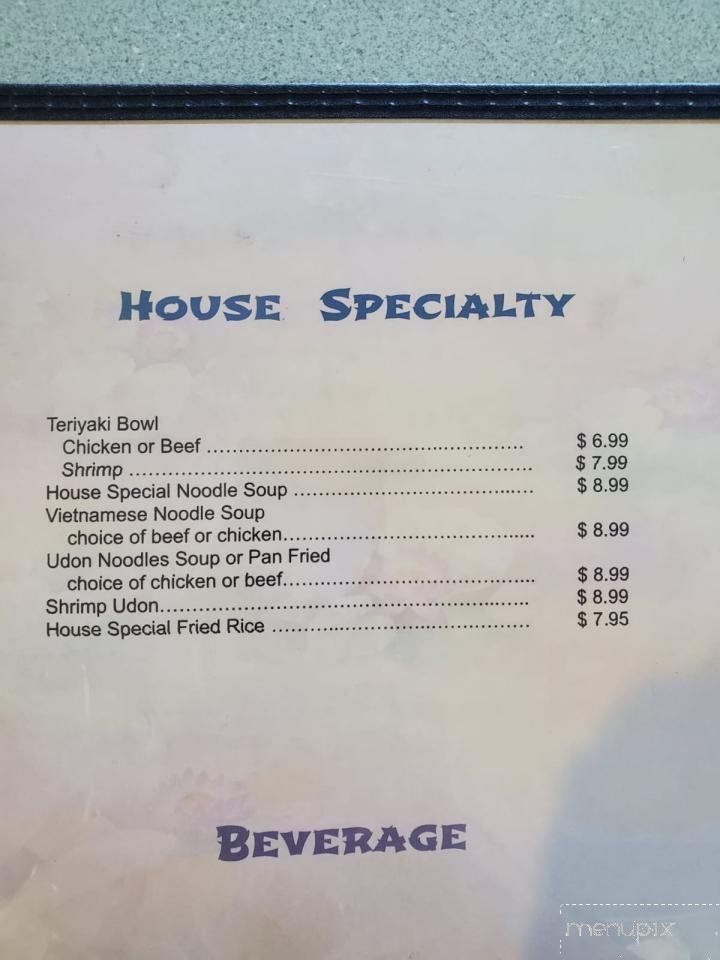 HOUSE SPECIALTY
Teriyaki Bowl
Chicken or Beef ................................................ $ 6.99
Shrimp ............................................................. $ 7.99
House Special Noodle Soup .................................... $ 8.99
Vietnamese Noodle Soup
choice of beef or chicken...................................... $ 8.99
Udon Noodles Soup or Pan Fried
choice of chicken or beef...................................... $ 8.99
Shrimp Udon....................................................... $ 8.99
House Special Fried Rice ....................................... $ 7.95
BEVERAGE
menupix